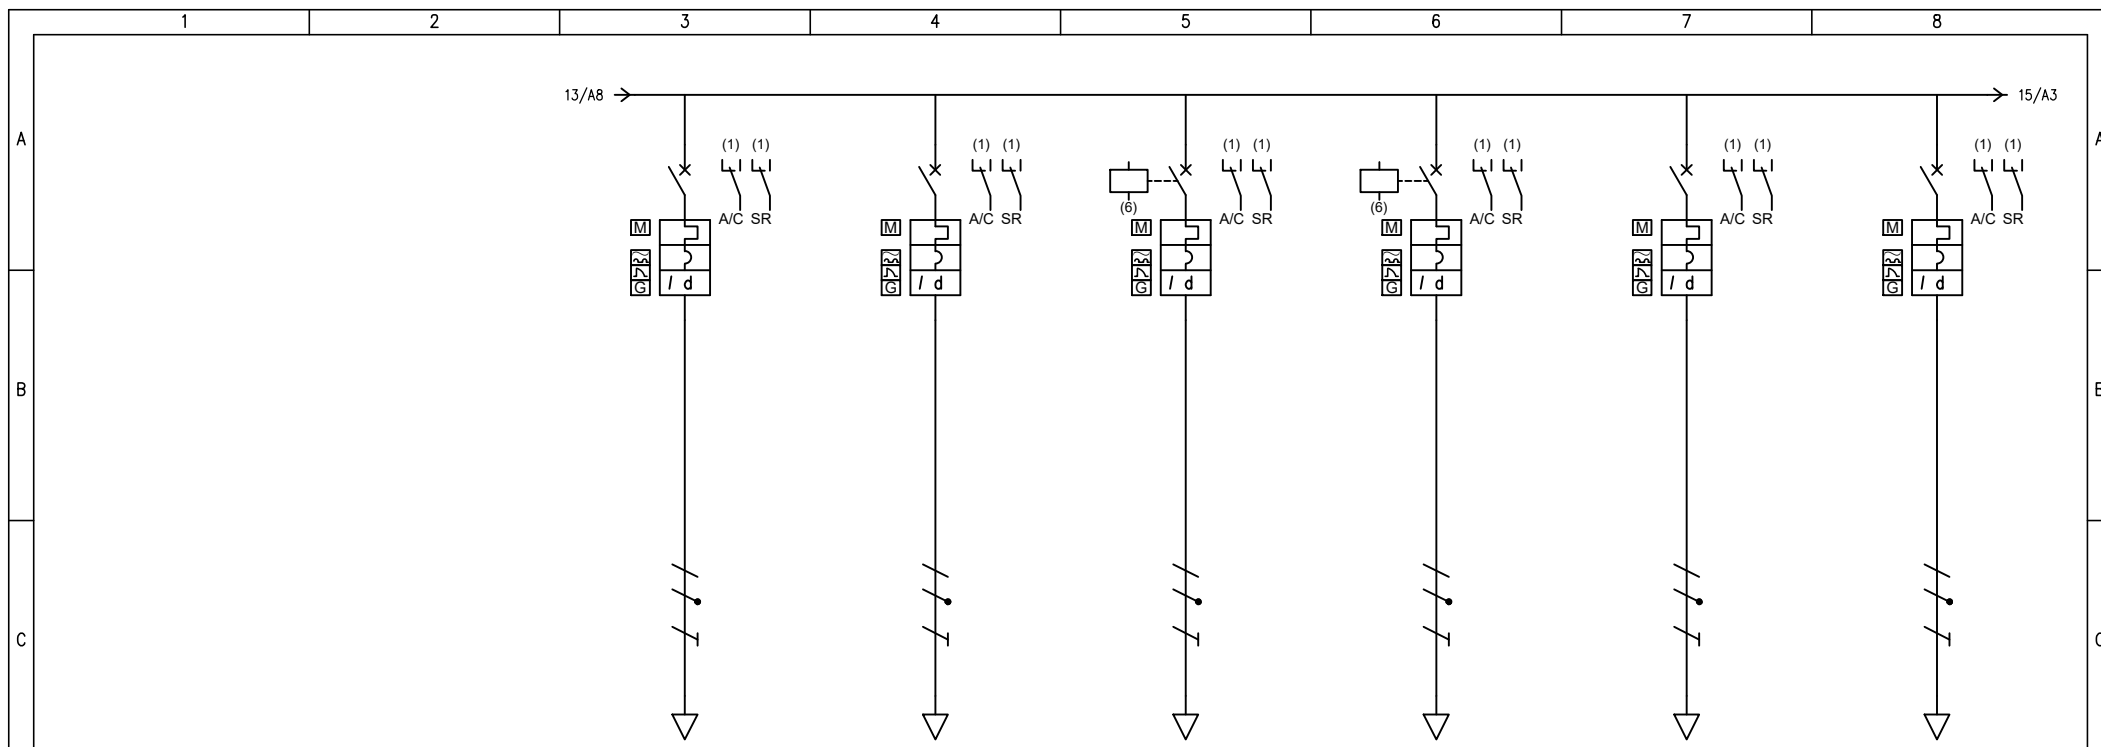 1 2 3 4 5 6 7 8
13/A8 15/A3
A A
(1) (1) (1) (1) (1) (1) (1) (1) (1) (1) (1) (1)
(6) (6)
A/C SR A/C SR A/C SR A/C SR A/C SR A/C SR
M M M M M M
G I d G I d G I d G I d G I d G I d
B B
C C